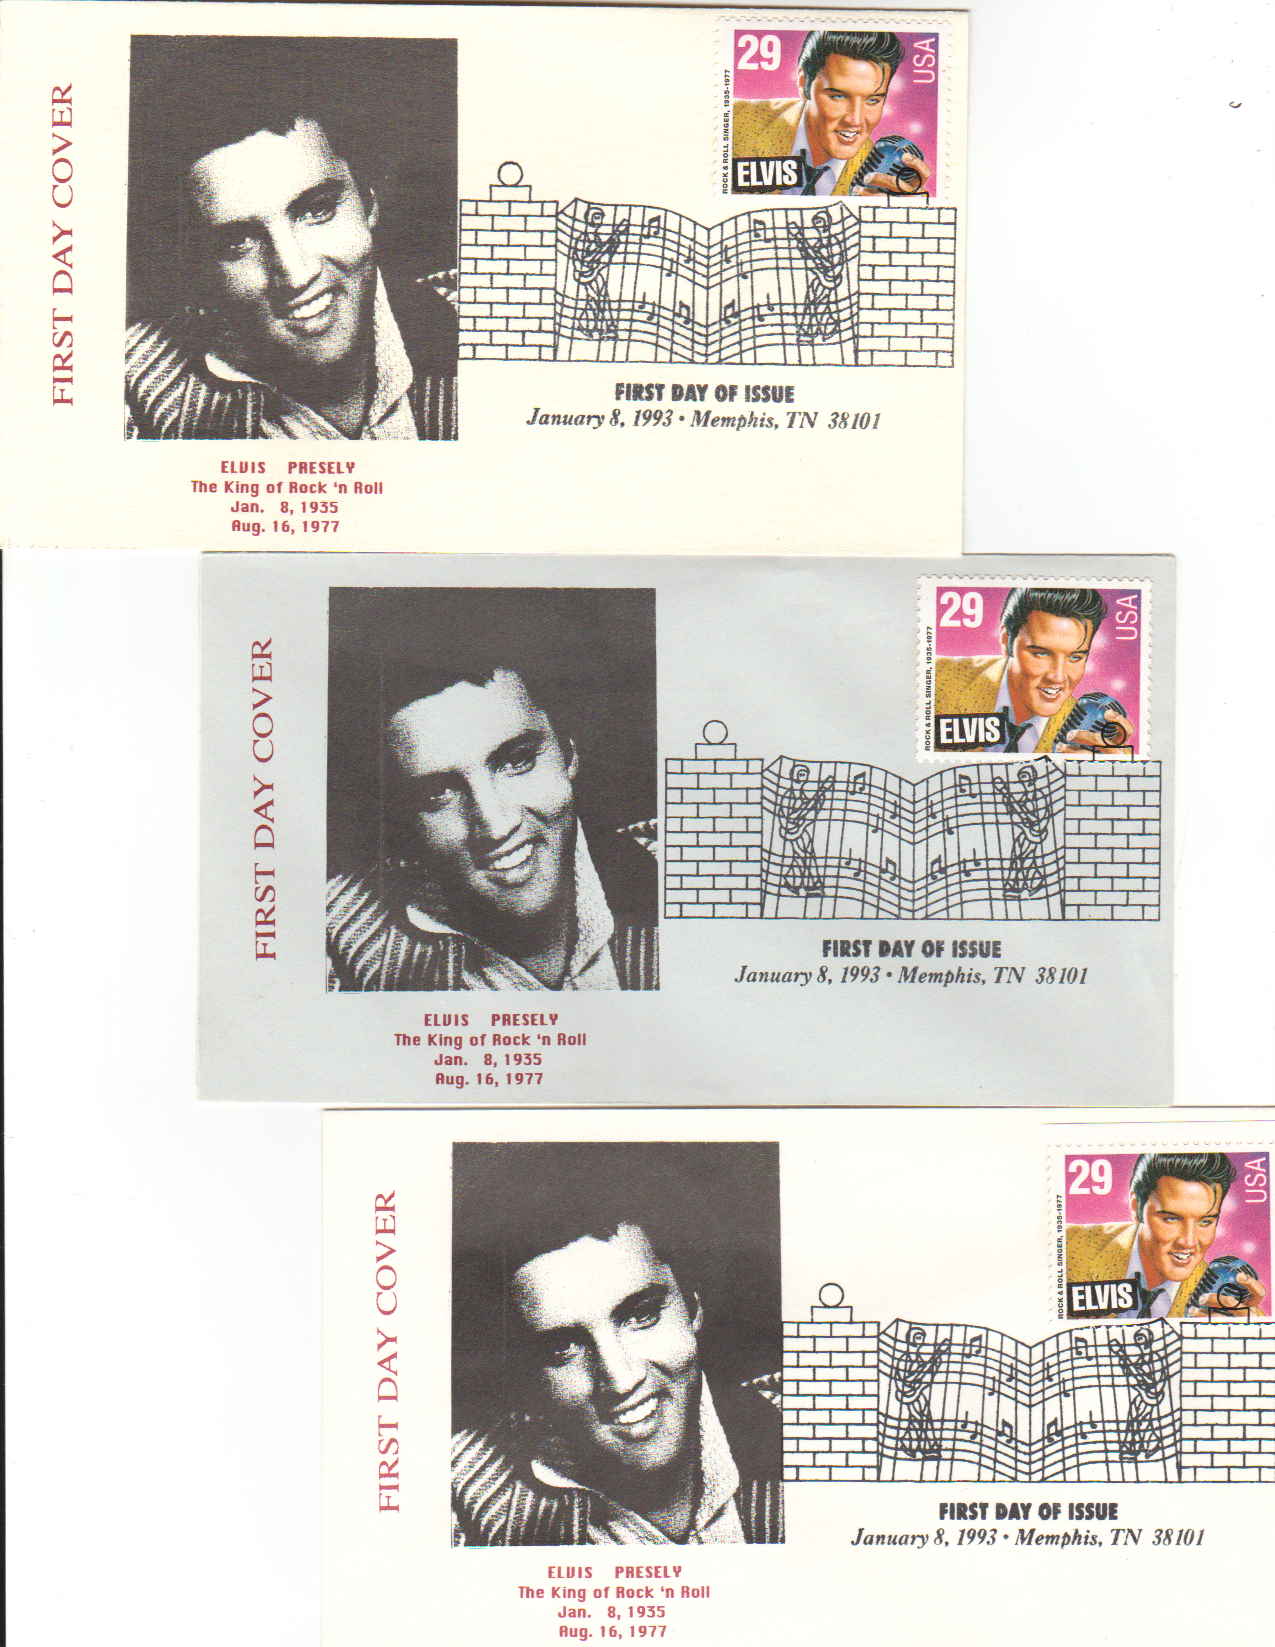 FIRST DAY COVER
29
USA
ROCK & ROLL SINGER, 1935-1977
ELVIS
FIRST DAY OF ISSUE
January 8, 1993 • Memphis, TN 38101
ELVIS PRESELY
The King of Rock 'n Roll
Jan. 8, 1935
Aug. 16, 1977
FIRST DAY COVER
29
USA
ROCK & ROLL SINGER, 1935-1977
ELVIS
FIRST DAY OF ISSUE
January 8, 1993 • Memphis, TN 38101
ELVIS PRESELY
The King of Rock 'n Roll
Jan. 8, 1935
Aug. 16, 1977
FIRST DAY COVER
29
USA
ROCK & ROLL SINGER, 1935-1977
ELVIS
FIRST DAY OF ISSUE
January 8, 1993 • Memphis, TN 38101
ELVIS PRESELY
The King of Rock 'n Roll
Jan. 8, 1935
Aug. 16, 1977